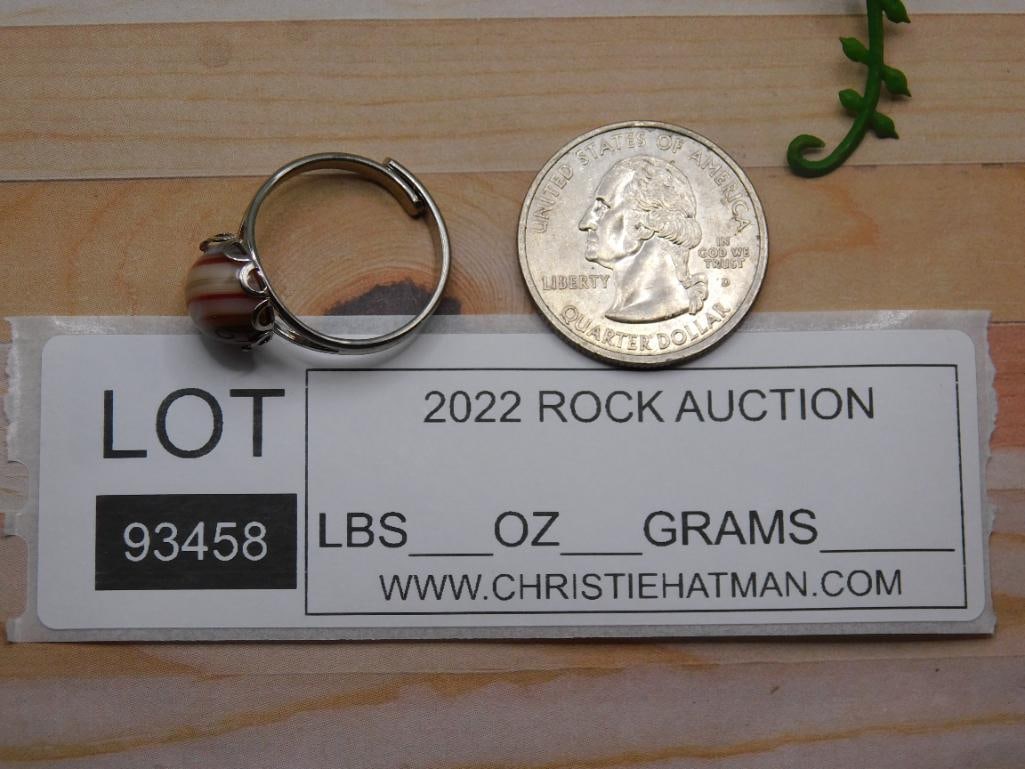 UNITED STATES OF AMERICA
IN
GOD WE
TRUST
LIBERTY
D
QUARTER DOLLAR
LOT
93458
2022 ROCK AUCTION
LBS___OZ___GRAMS_____
WWW.CHRISTIEHATMAN.COM